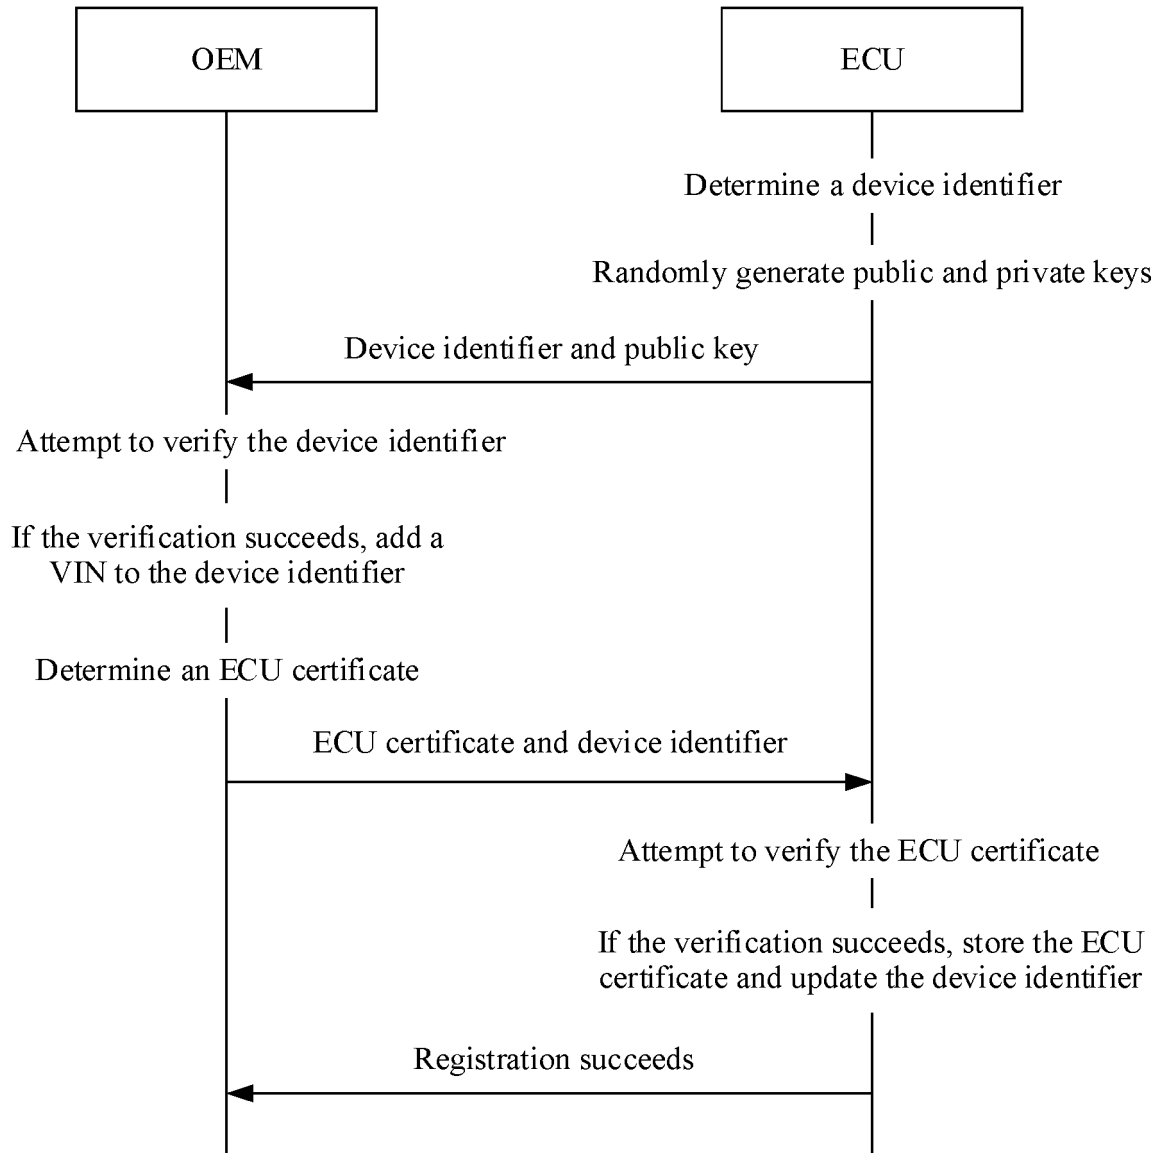 OEM
ECU
Determine a device identifier
Randomly generate public and private keys
Device identifier and public key
Attempt to verify the device identifier
If the verification succeeds, add a
VIN to the device identifier
Determine an ECU certificate
ECU certificate and device identifier
Attempt to verify the ECU certificate
If the verification succeeds, store the ECU
certificate and update the device identifier
Registration succeeds